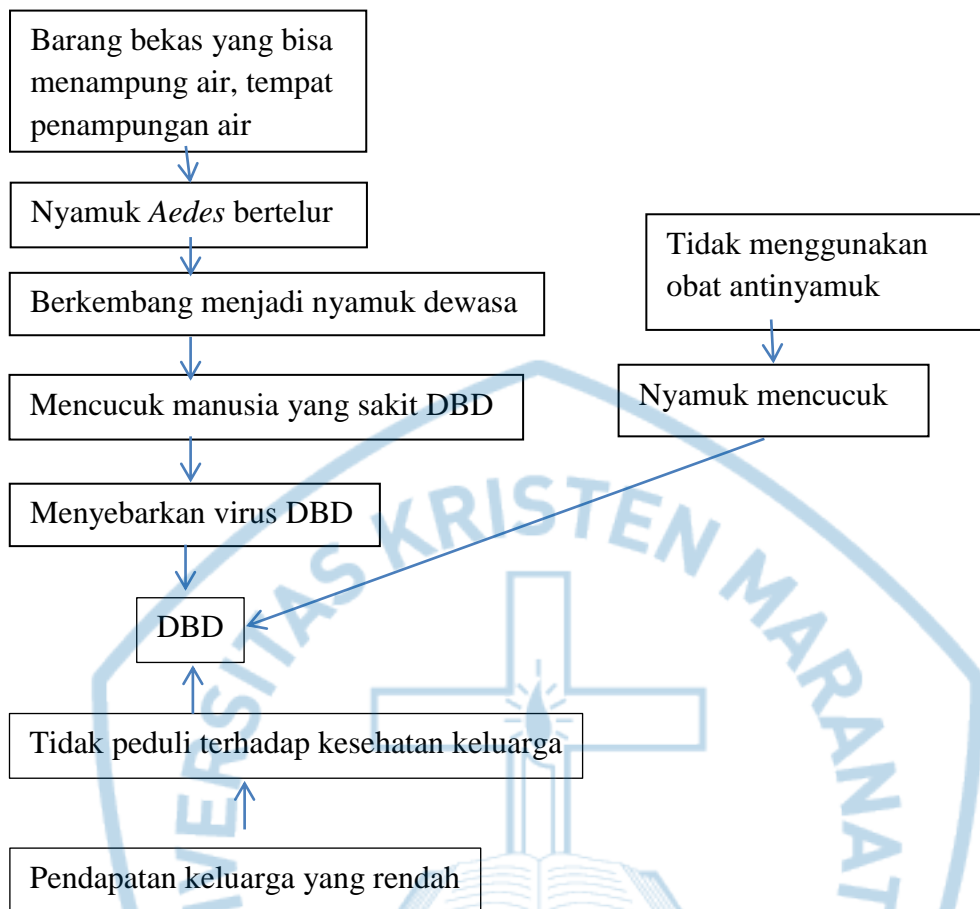 Barang bekas yang bisa
menampung air, tempat
penampungan air
Nyamuk Aedes bertelur
Berkembang menjadi nyamuk dewasa
Mencucuk manusia yang sakit DBD
Menyebarkan virus DBD
DBD
Tidak peduli terhadap kesehatan keluarga
Pendapatan keluarga yang rendah
Tidak menggunakan
obat antinyamuk
Nyamuk mencucuk
KRISTEN